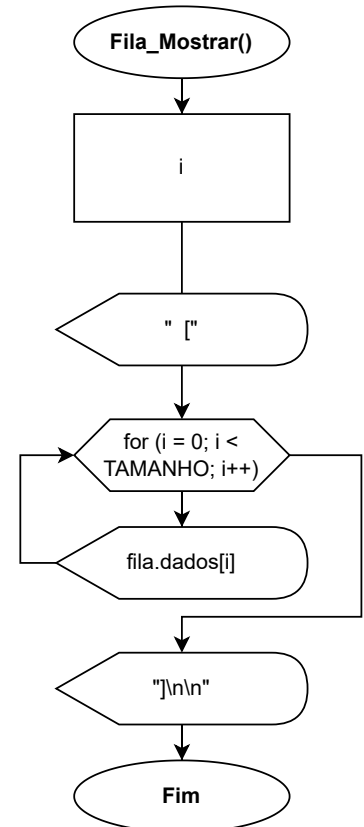 Fila_Mostrar()
i
"  ["
for (i = 0; i <
TAMANHO; i++)
fila.dados[i]
"]\n\n"
Fim